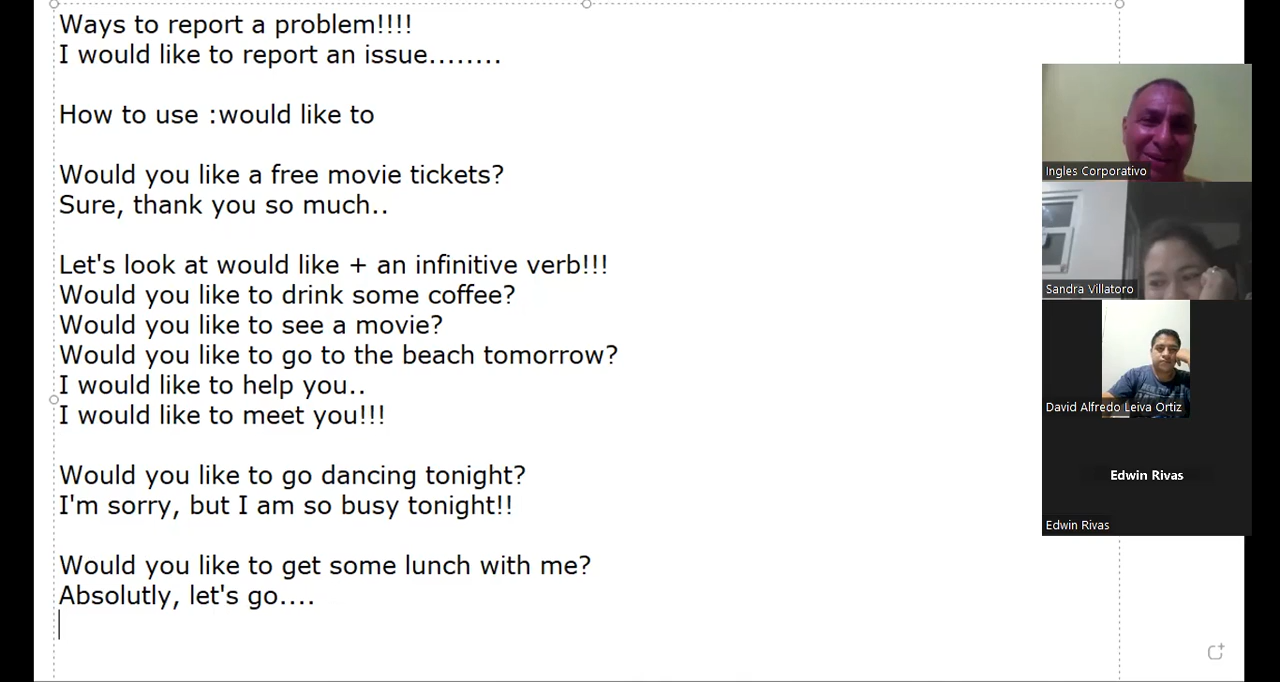 Ways to report a problem!!!!
I would like to report an issue........
How to use :would like to
Would you like a free movie tickets?
Sure, thank you so much..
Let's look at would like + an infinitive verb!!!
Would you like to drink some coffee?
Would you like to see a movie?
Would you like to go to the beach tomorrow?
I would like to help you..
I would like to meet you!!!
Would you like to go dancing tonight?
I'm sorry, but I am so busy tonight!!
Would you like to get some lunch with me?
Absolutly, let's go....
Ingles Corporativo
Sandra Villatoro
David Alfredo Leiva Ortiz
Edwin Rivas
Edwin Rivas